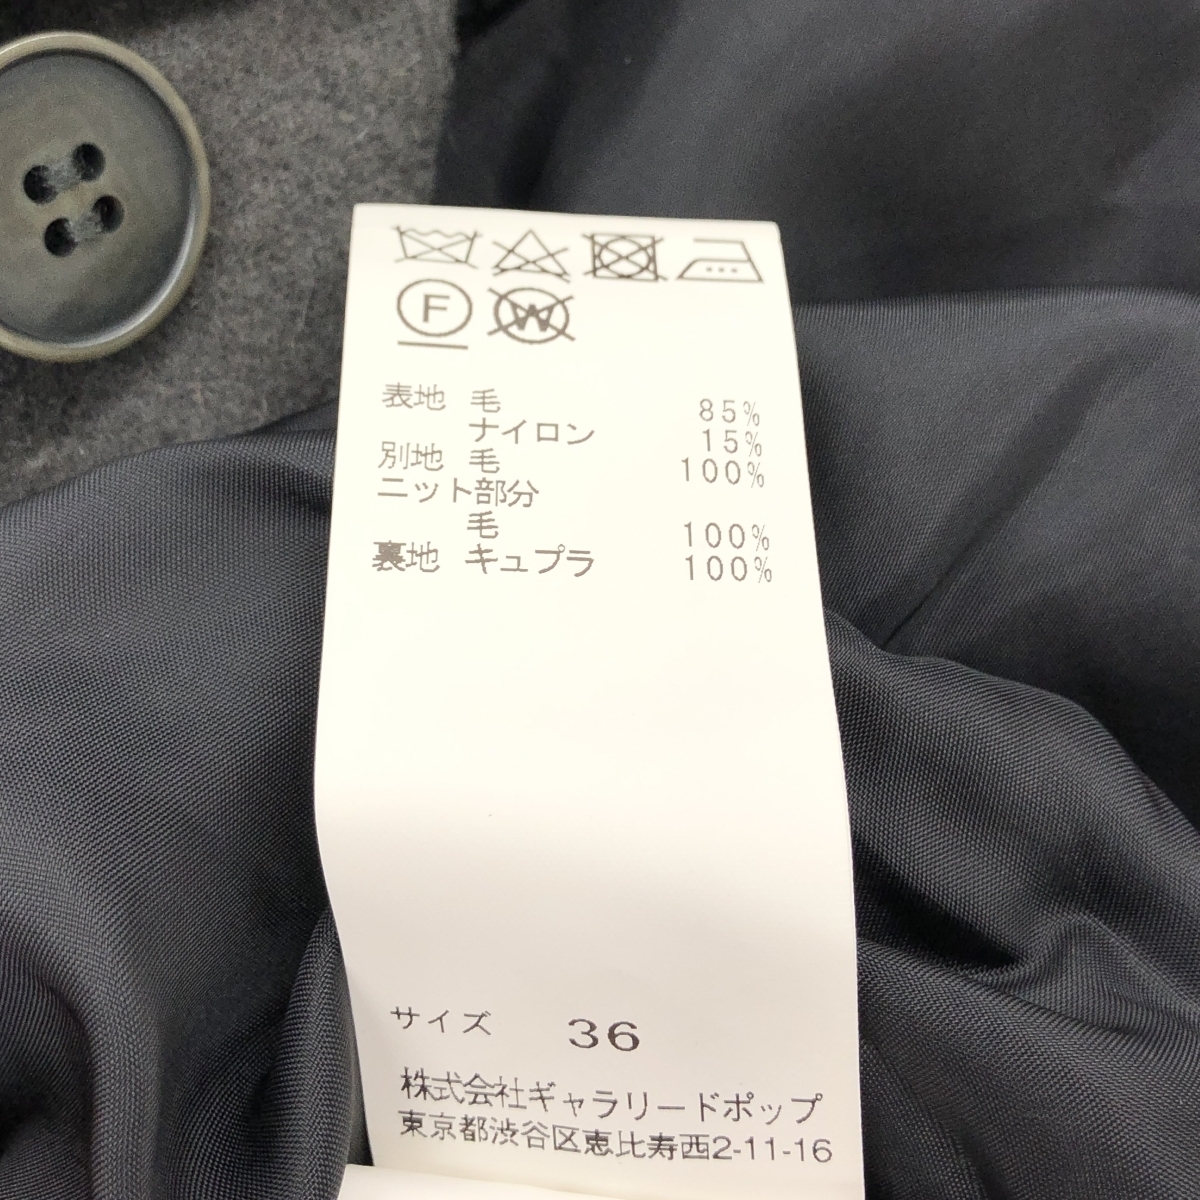 F W
表地 毛 85%
ナイロン 15%
別地 毛 100%
ニット部分
毛 100%
裏地 キュプラ 100%
サイズ 36
株式会社ギャラリードポップ
東京都渋谷区恵比寿西2-11-16